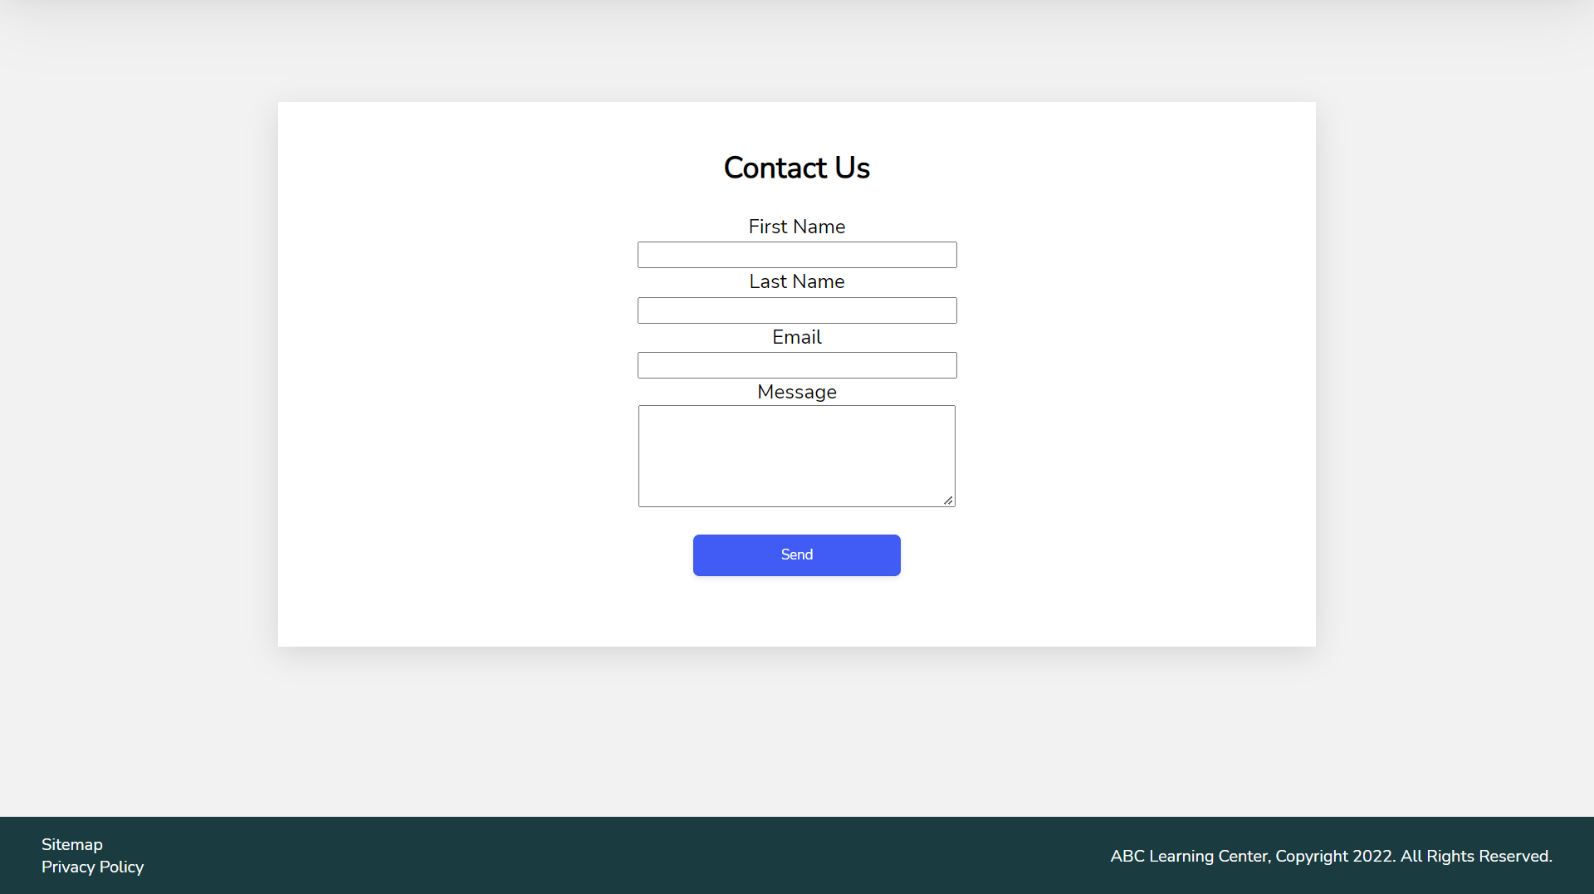 Contact Us
First Name
Last Name
Email
Message
Send
Sitemap
Privacy Policy
ABC Learning Center, Copyright 2022. All Rights Reserved.